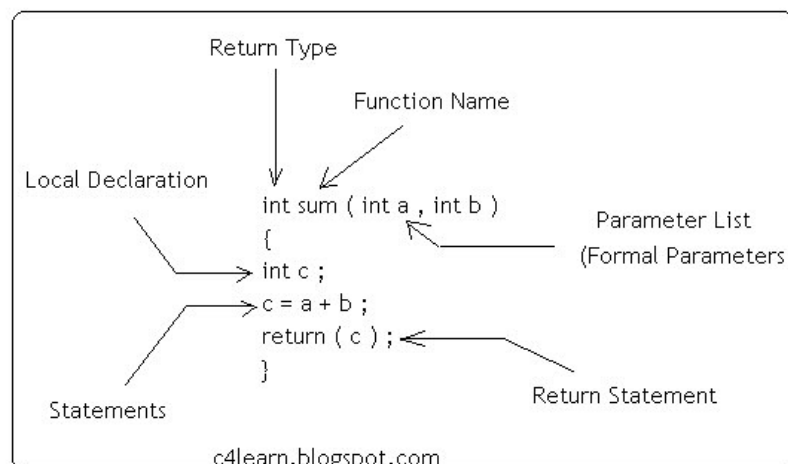 Return Type
Function Name
Local Declaration
int sum ( int a , int b )
Parameter List
(Formal Parameters
{
int c ;
c = a + b ;
return ( c ) ;
}
Return Statement
Statements
c4learn.blogspot.com